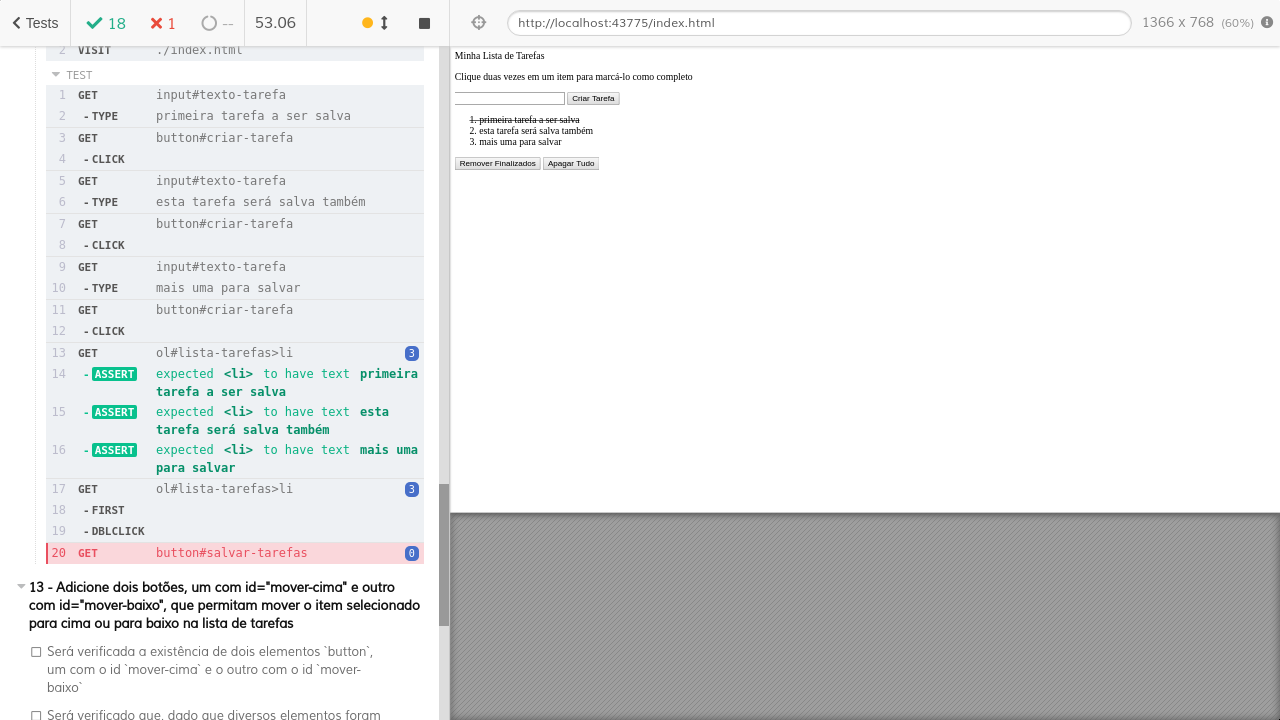 Tests 18 1 -- 53.06
http://localhost:43775/index.html 1366 x 768 (60%)
2 VISIT ./index.html
TEST
1 GET input#texto-tarefa
2 -TYPE primeira tarefa a ser salva
3 GET button#criar-tarefa
4 -CLICK
5 GET input#texto-tarefa
6 -TYPE esta tarefa será salva também
7 GET button#criar-tarefa
8 -CLICK
9 GET input#texto-tarefa
10 -TYPE mais uma para salvar
11 GET button#criar-tarefa
12 -CLICK
13 GET ol#lista-tarefas>li 3
14 -ASSERT expected <li> to have text primeira
tarefa a ser salva
15 -ASSERT expected <li> to have text esta
tarefa será salva também
16 -ASSERT expected <li> to have text mais uma
para salvar
17 GET ol#lista-tarefas>li 3
18 -FIRST
19 -DBLCLICK
20 GET button#salvar-tarefas 0
13 - Adicione dois botões, um com id="mover-cima" e outro
com id="mover-baixo", que permitam mover o item selecionado
para cima ou para baixo na lista de tarefas
Será verificada a existência de dois elementos `button`,
um com o id `mover-cima` e o outro com o id `mover-
baixo`
Será verificado que, dado que diversos elementos foram
Minha Lista de Tarefas
Clique duas vezes em um item para marcá-lo como completo
Criar Tarefa
1. primeira tarefa a ser salva
2. esta tarefa será salva também
3. mais uma para salvar
Remover Finalizados Apagar Tudo